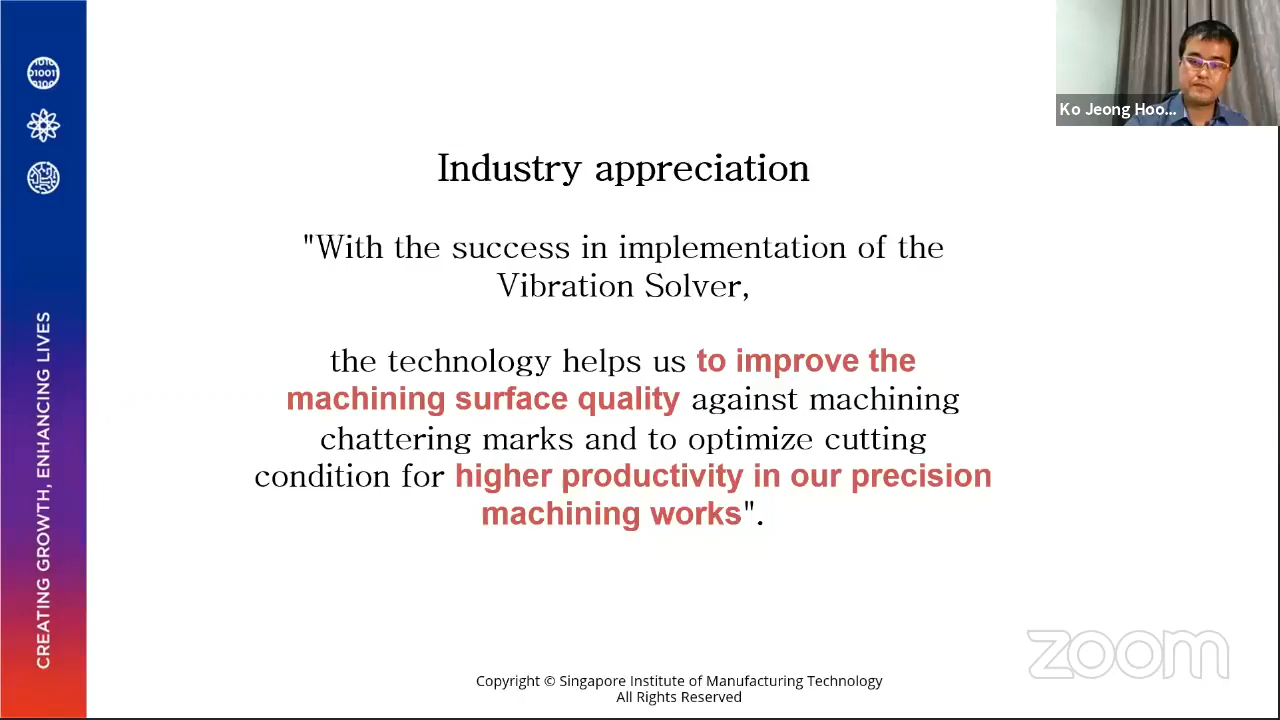 Ko Jeong Hoo...
Industry appreciation
"With the success in implementation of the
Vibration Solver,
the technology helps us to improve the
machining surface quality against machining
chattering marks and to optimize cutting
condition for higher productivity in our precision
machining works".
CREATING GROWTH, ENHANCING LIVES
zoom
Copyright © Singapore Institute of Manufacturing Technology
All Rights Reserved